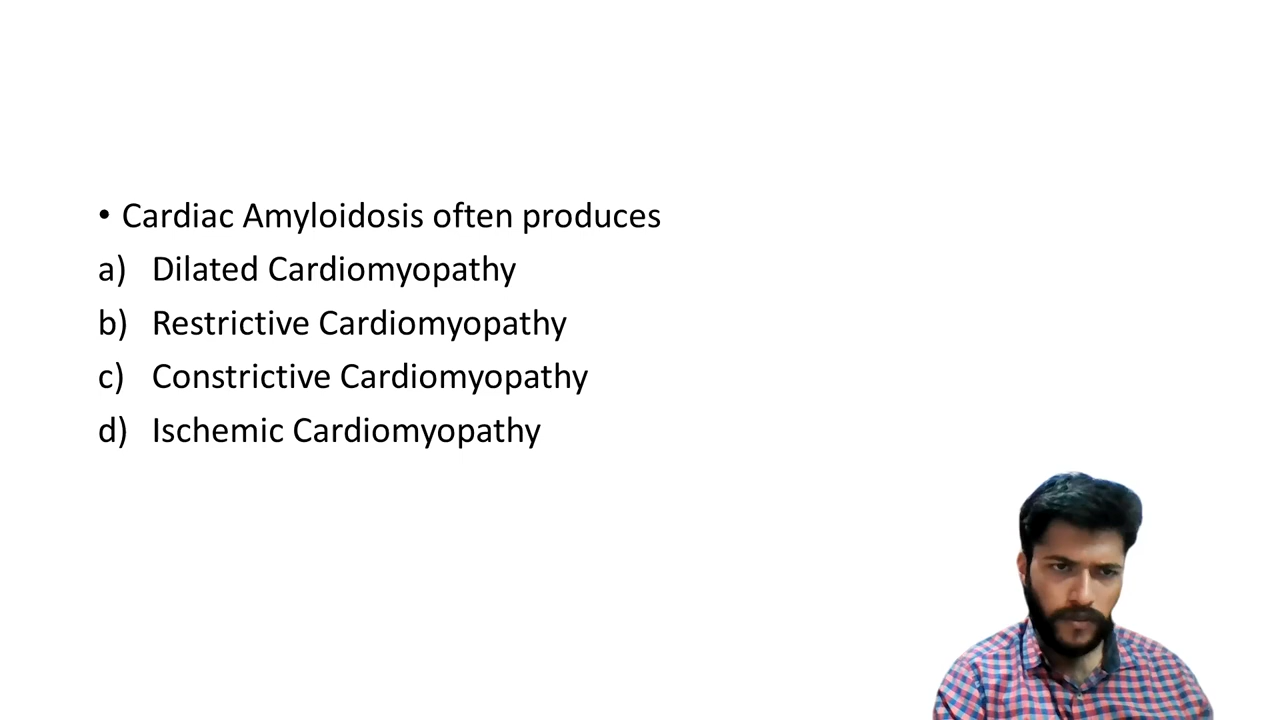 • Cardiac Amyloidosis often produces
a) Dilated Cardiomyopathy
b) Restrictive Cardiomyopathy
c) Constrictive Cardiomyopathy
d) Ischemic Cardiomyopathy